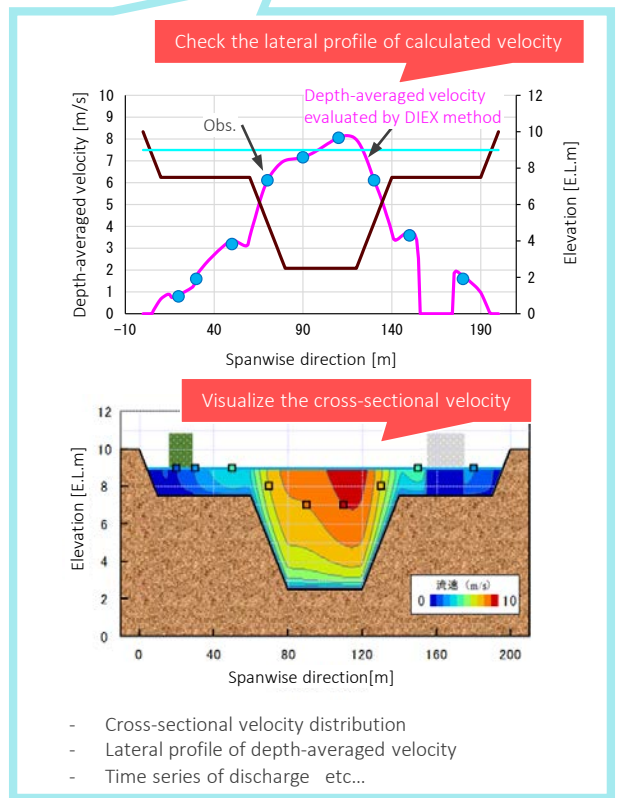 Check the lateral profile of calculated velocity
Depth-averaged velocity [m/s]
10
9
8
7
6
5
4
3
2
1
0
Obs.
Depth-averaged velocity
evaluated by DIEX method
12
10
8
6
4
2
0
Elevation [E.L.m]
-10 40 90 140 190
Spanwise direction [m]
Visualize the cross-sectional velocity
Elevation [E.L.m]
12
10
8
6
4
2
0
流速 (m/s)
0 10
0 40 80 120 160 200
Spanwise direction[m]
- Cross-sectional velocity distribution
- Lateral profile of depth-averaged velocity
- Time series of discharge etc…